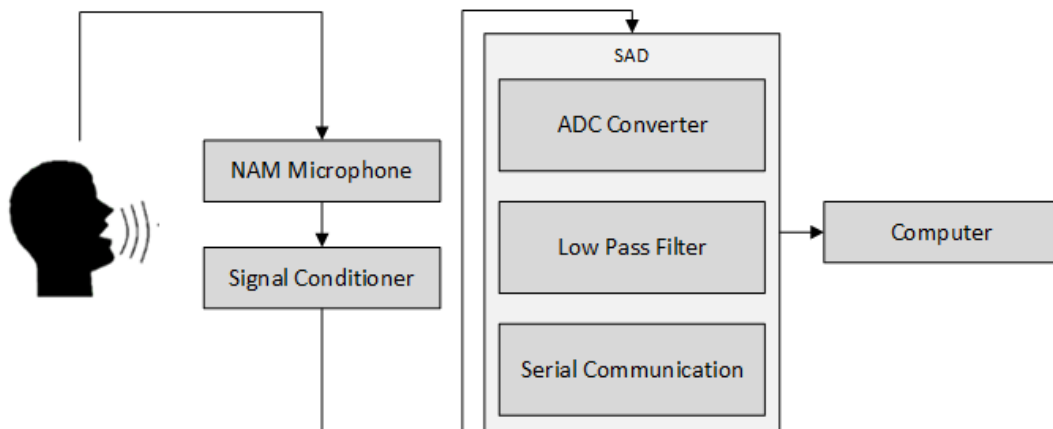 SAD
ADC Converter
NAM Microphone
Low Pass Filter
Computer
Signal Conditioner
Serial Communication